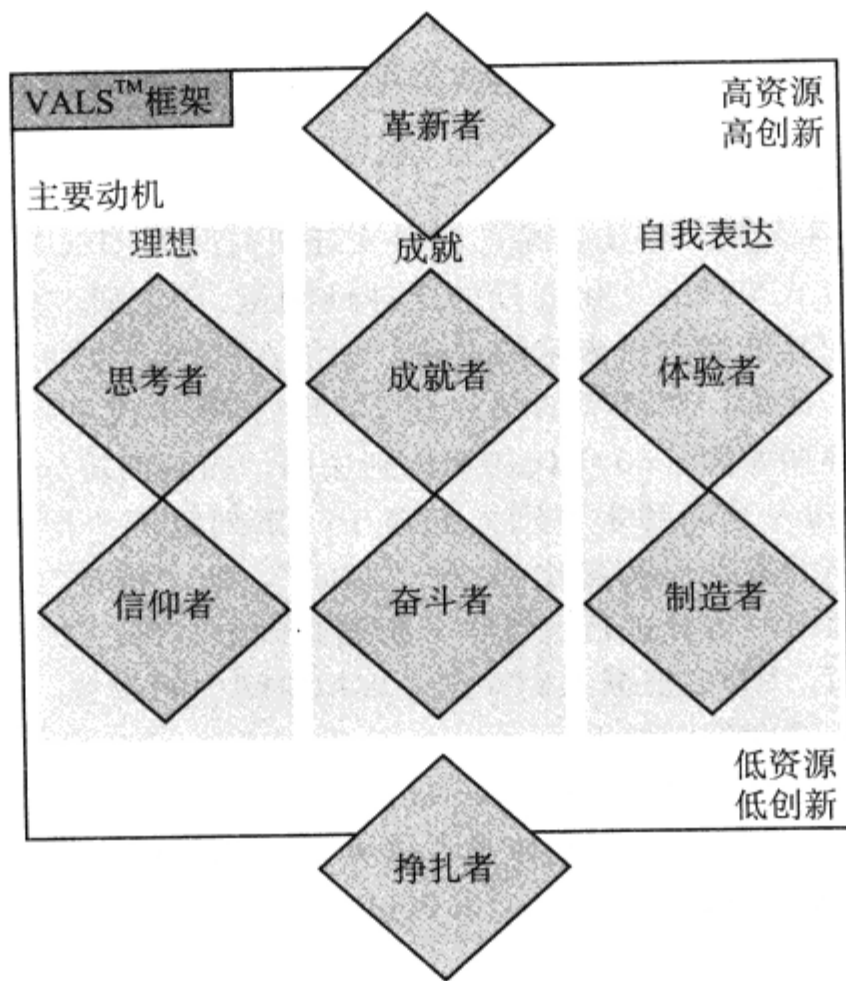 革新者
VALS™框架
高资源
高创新
主要动机
理想
成就
自我表达
思考者
成就者
体验者
信仰者
奋斗者
制造者
低资源
低创新
挣扎者